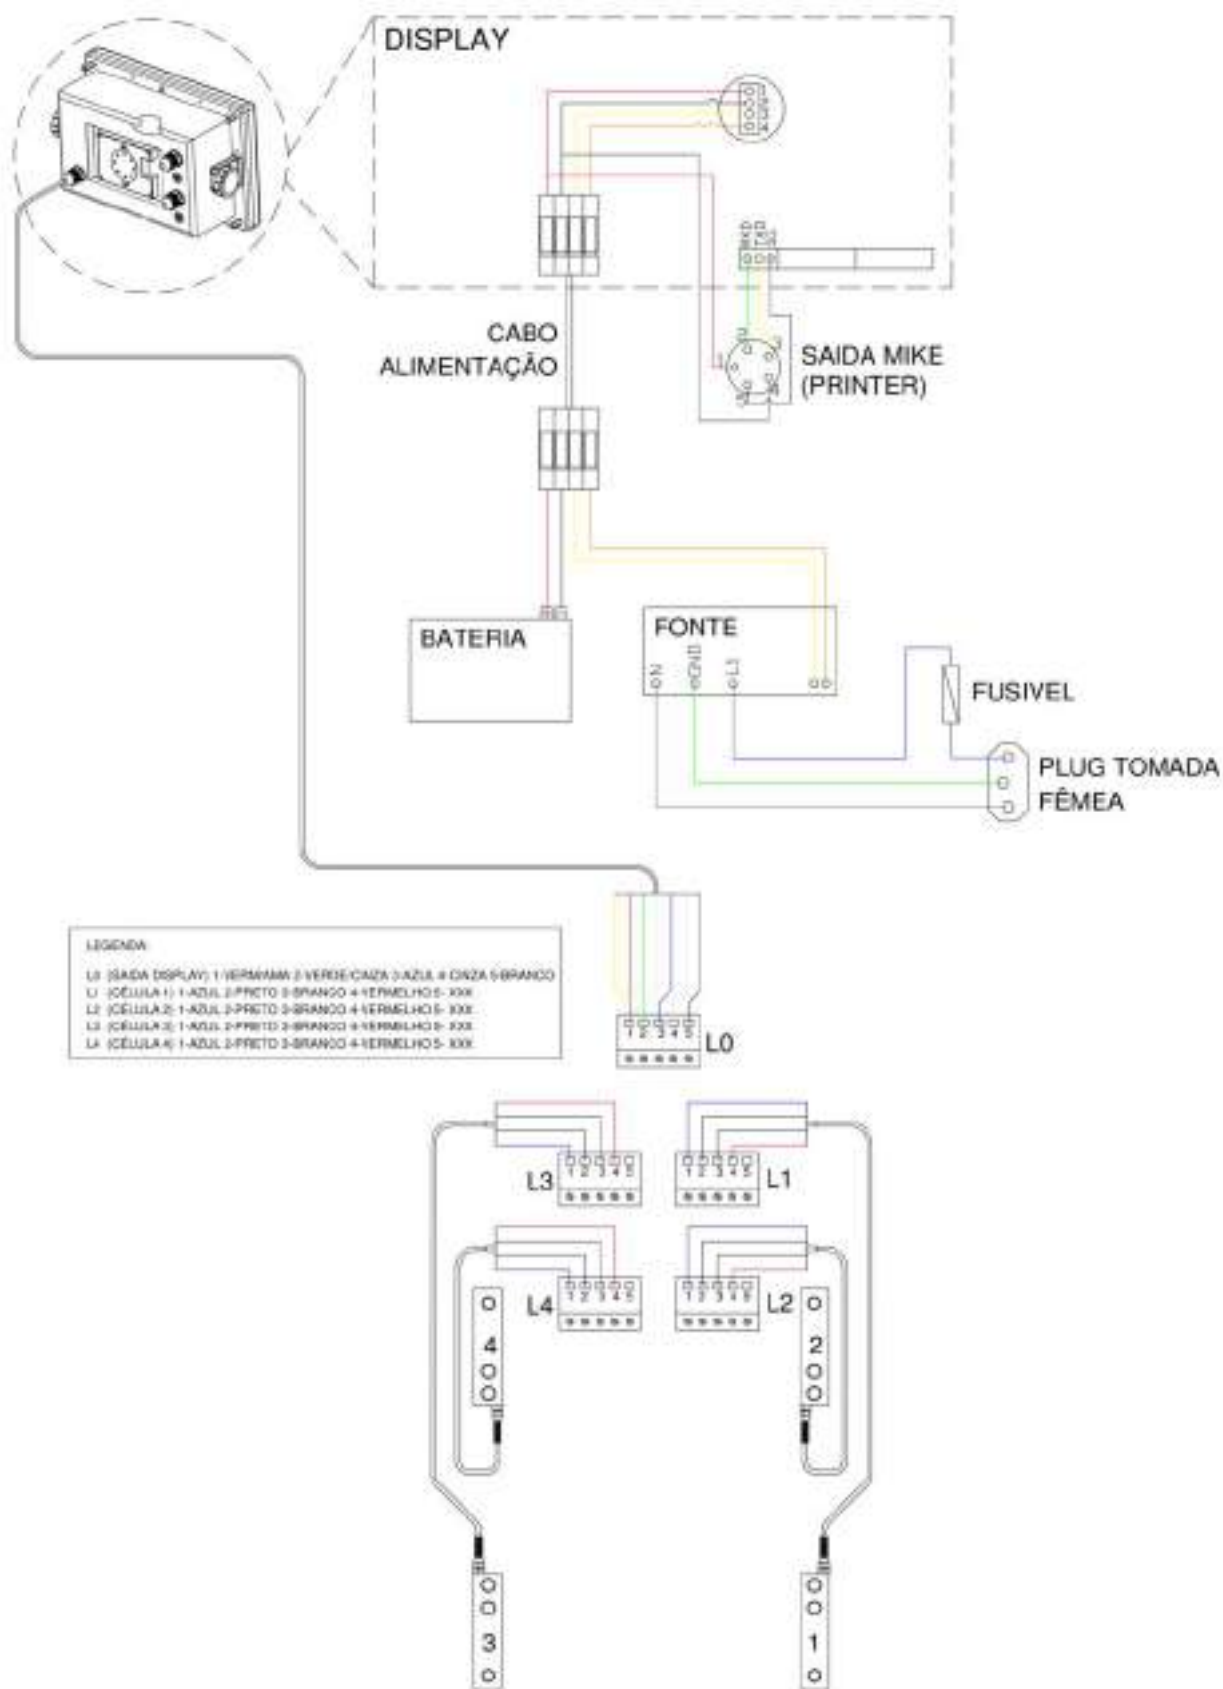 DISPLAY
RXD
TXD
CABO
ALIMENTAÇÃO
SAIDA MIKE
(PRINTER)
BATERIA
FONTE
N
GND
L1
FUSIVEL
PLUG TOMADA
FÊMEA
LEGENDA:
L0 (SAIDA DISPLAY) 1-VERM/AMA 2-VERDE/CINZA 3-AZUL 4-CINZA 5-BRANCO
L1 (CÉLULA 1) 1-AZUL 2-PRETO 3-BRANCO 4-VERMELHO 5- XXX
L2 (CÉLULA 2) 1-AZUL 2-PRETO 3-BRANCO 4-VERMELHO 5- XXX
L3 (CÉLULA 3) 1-AZUL 2-PRETO 3-BRANCO 4-VERMELHO 5- XXX
L4 (CÉLULA 4) 1-AZUL 2-PRETO 3-BRANCO 4-VERMELHO 5- XXX
1 2 3 4 5
L0
L3
1 2 3 4 5
1 2 3 4 5
L1
L4
1 2 3 4 5
1 2 3 4 5
L2
4
2
3
1